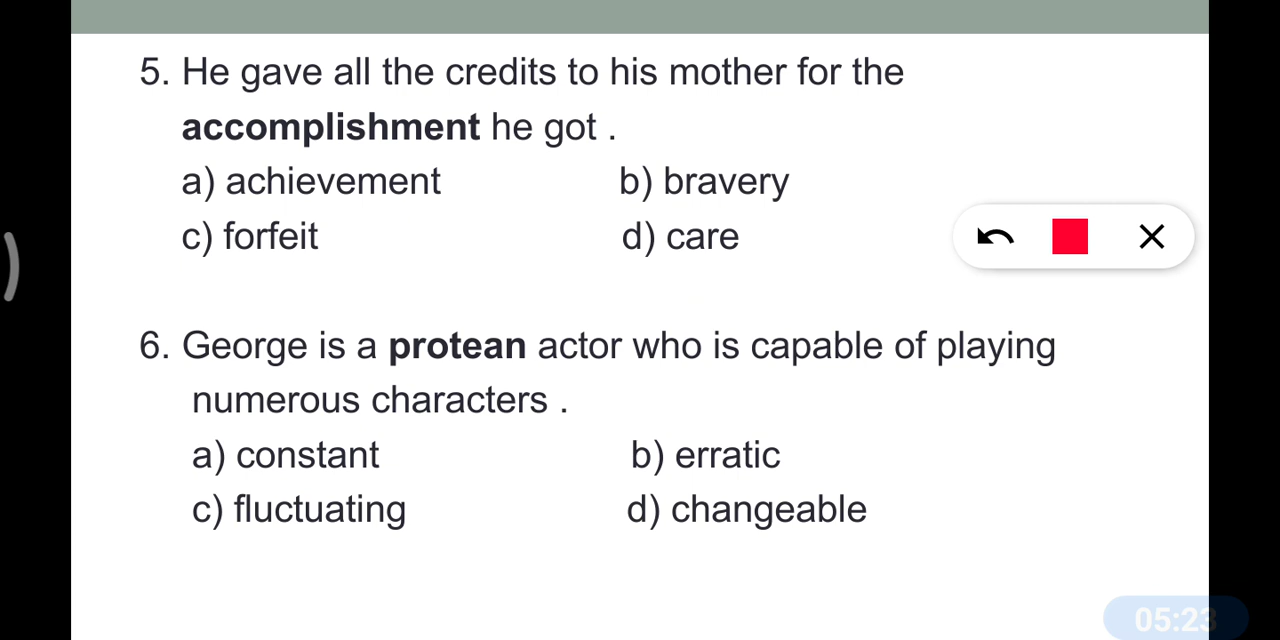 5. He gave all the credits to his mother for the
accomplishment he got .
a) achievement b) bravery
c) forfeit d) care
6. George is a protean actor who is capable of playing
numerous characters .
a) constant b) erratic
c) fluctuating d) changeable
05:23